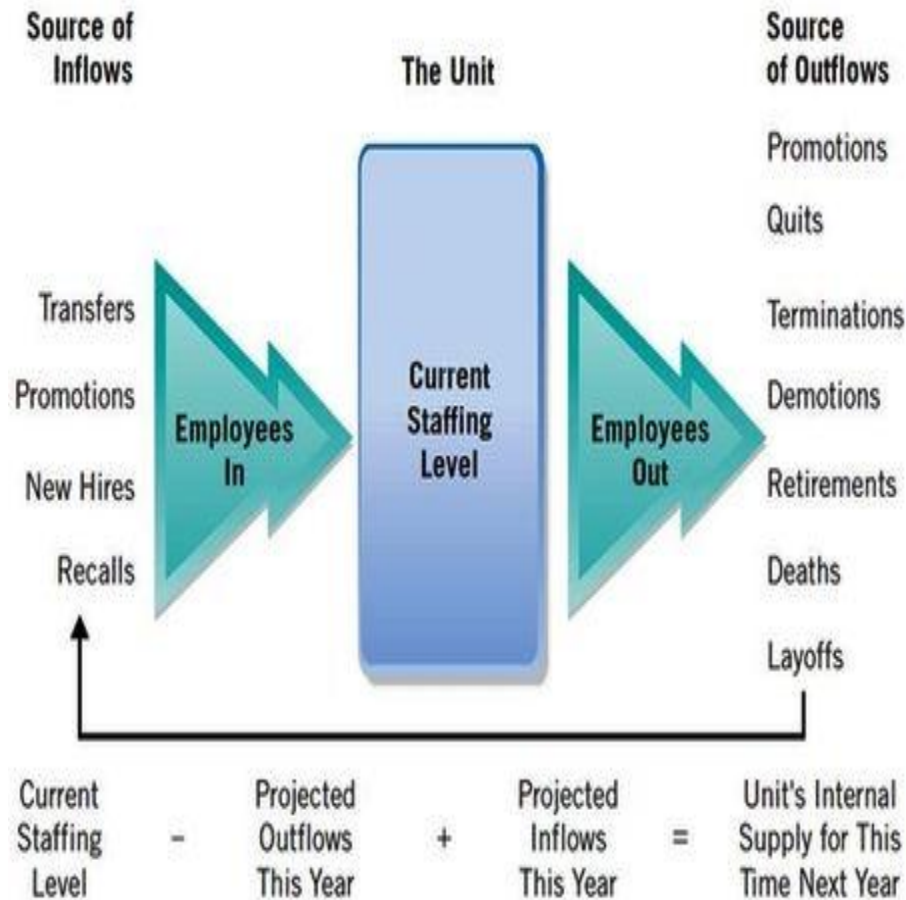 Source of
Inflows
The Unit
Source
of Outflows
Transfers
Promotions
New Hires
Recalls
Employees
In
Current
Staffing
Level
Employees
Out
Promotions
Quits
Terminations
Demotions
Retirements
Deaths
Layoffs
Current
Staffing
Level
-
Projected
Outflows
This Year
+
Projected
Inflows
This Year
=
Unit's Internal
Supply for This
Time Next Year